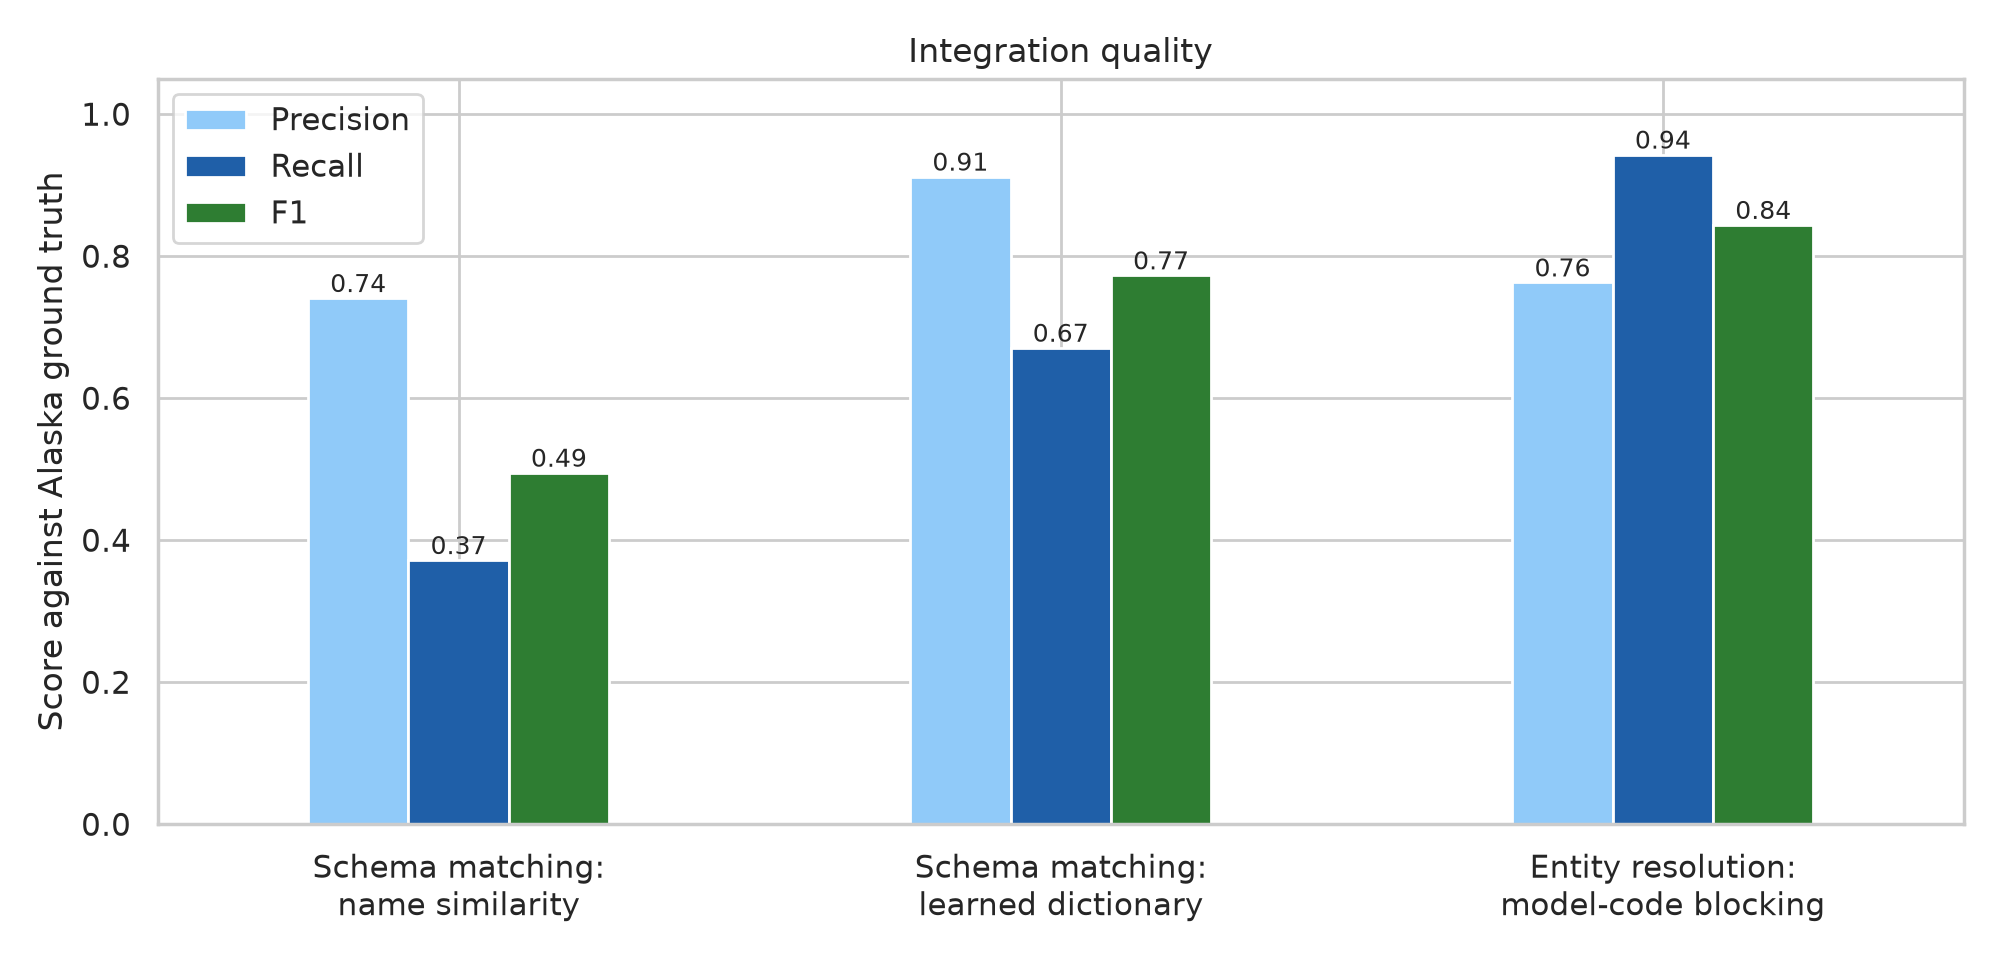 Integration quality
Score against Alaska ground truth
1.0
0.8
0.6
0.4
0.2
0.0
Precision
Recall
F1
0.74
0.37
0.49
0.91
0.67
0.77
0.76
0.94
0.84
Schema matching:
name similarity
Schema matching:
learned dictionary
Entity resolution:
model-code blocking